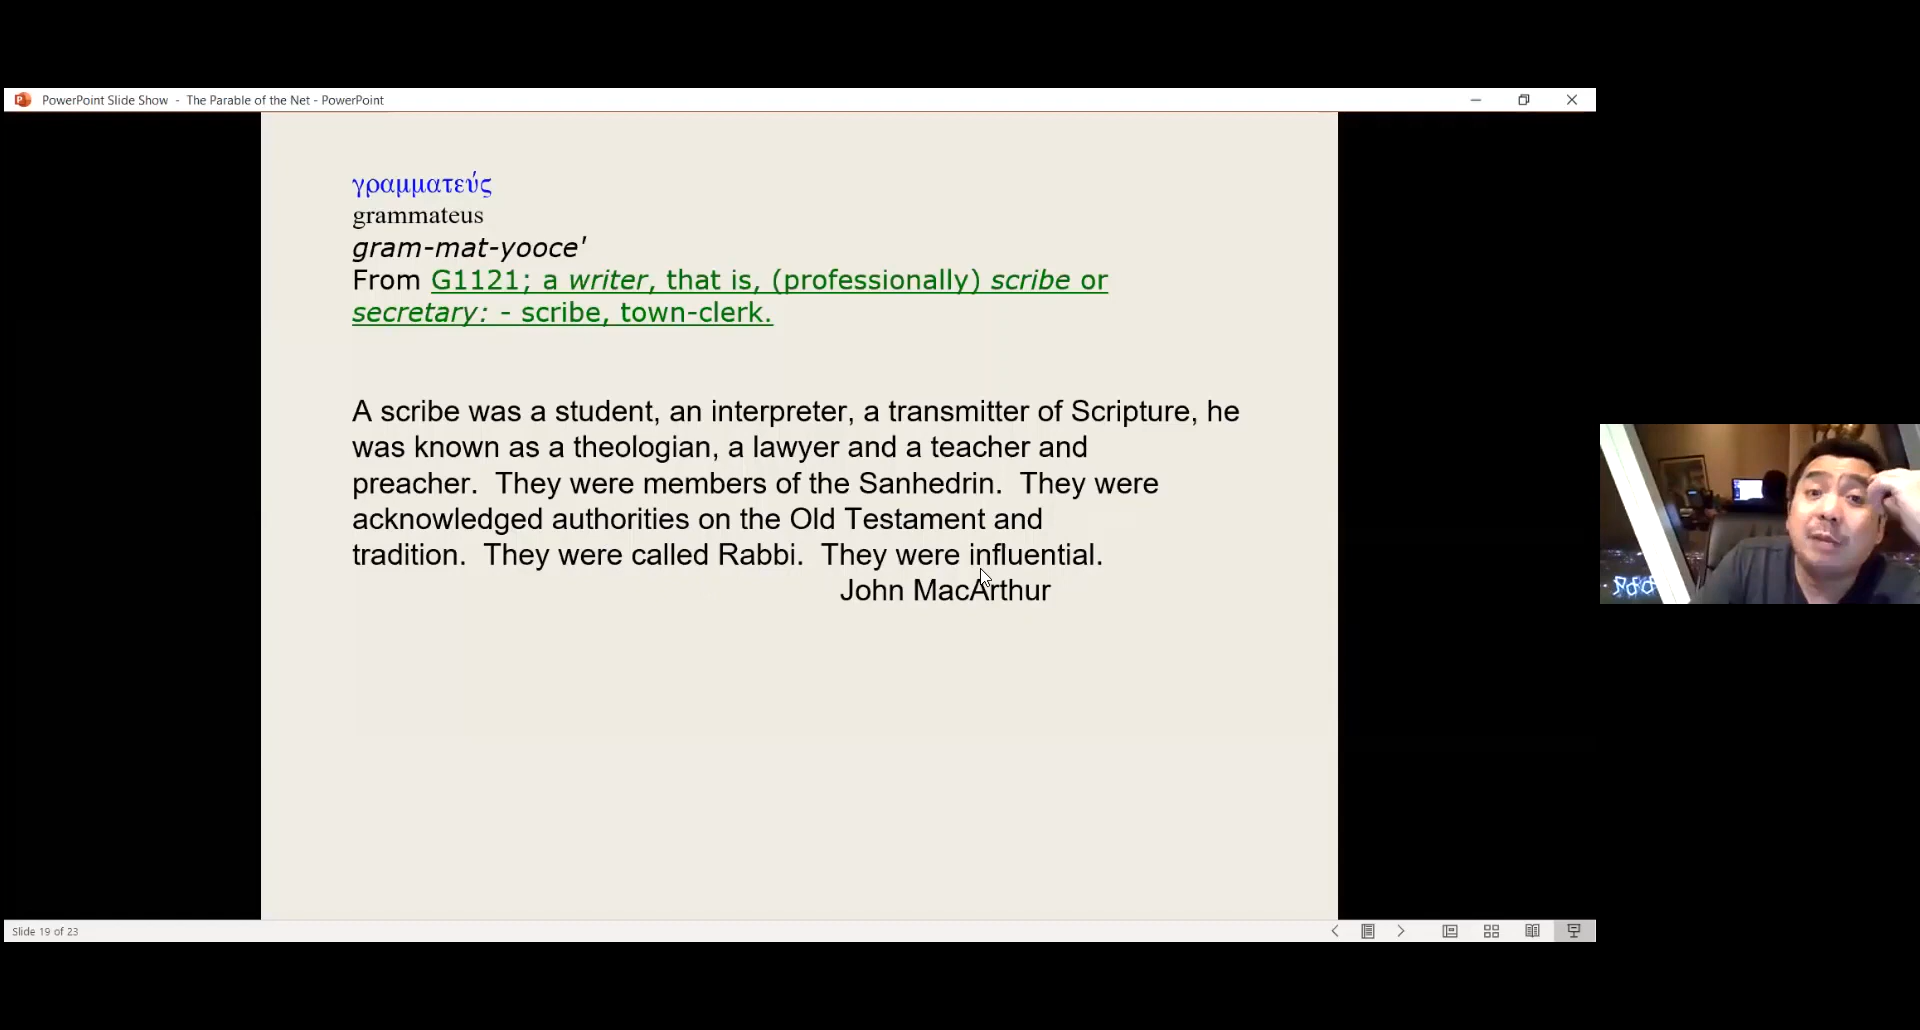 PowerPoint Slide Show - The Parable of the Net - PowerPoint
γραμματεύς
grammateus
gram-mat-yooce'
From G1121; a writer, that is, (professionally) scribe or
secretary: - scribe, town-clerk.
A scribe was a student, an interpreter, a transmitter of Scripture, he
was known as a theologian, a lawyer and a teacher and
preacher. They were members of the Sanhedrin. They were
acknowledged authorities on the Old Testament and
tradition. They were called Rabbi. They were influential.
John MacArthur
Slide 19 of 23